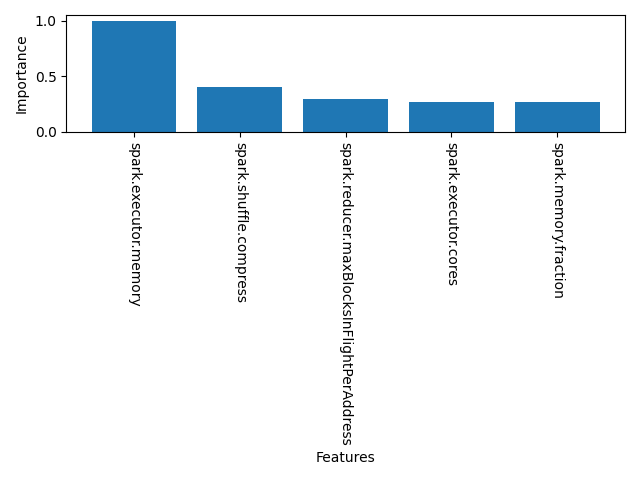 Importance
1.0
0.5
0.0
spark.executor.memory
spark.shuffle.compress
spark.reducer.maxBlocksInFlightPerAddress
spark.executor.cores
spark.memory.fraction
Features